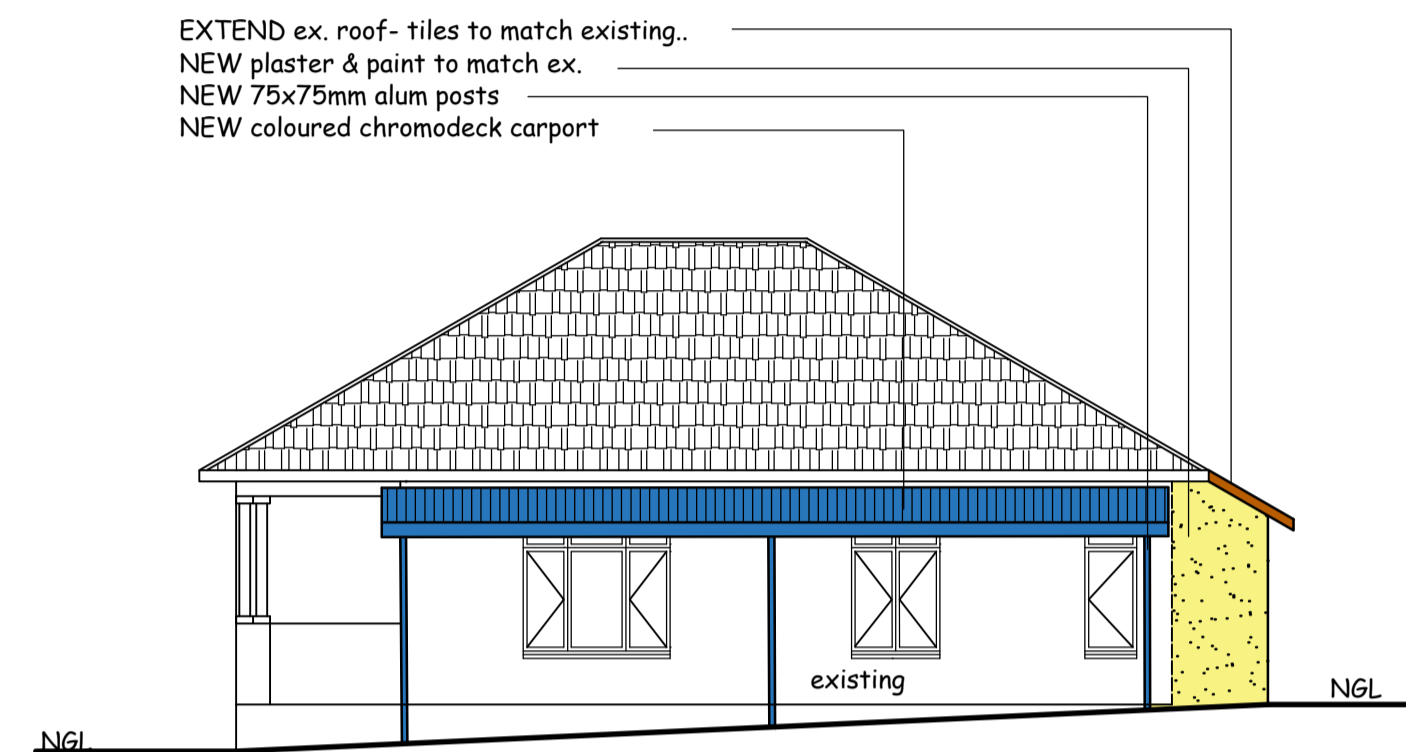 EXTEND ex. roof- tiles to match existing..
NEW plaster & paint to match ex.
NEW 75x75mm alum posts
NEW coloured chromodeck carport
existing
NGL
NGL